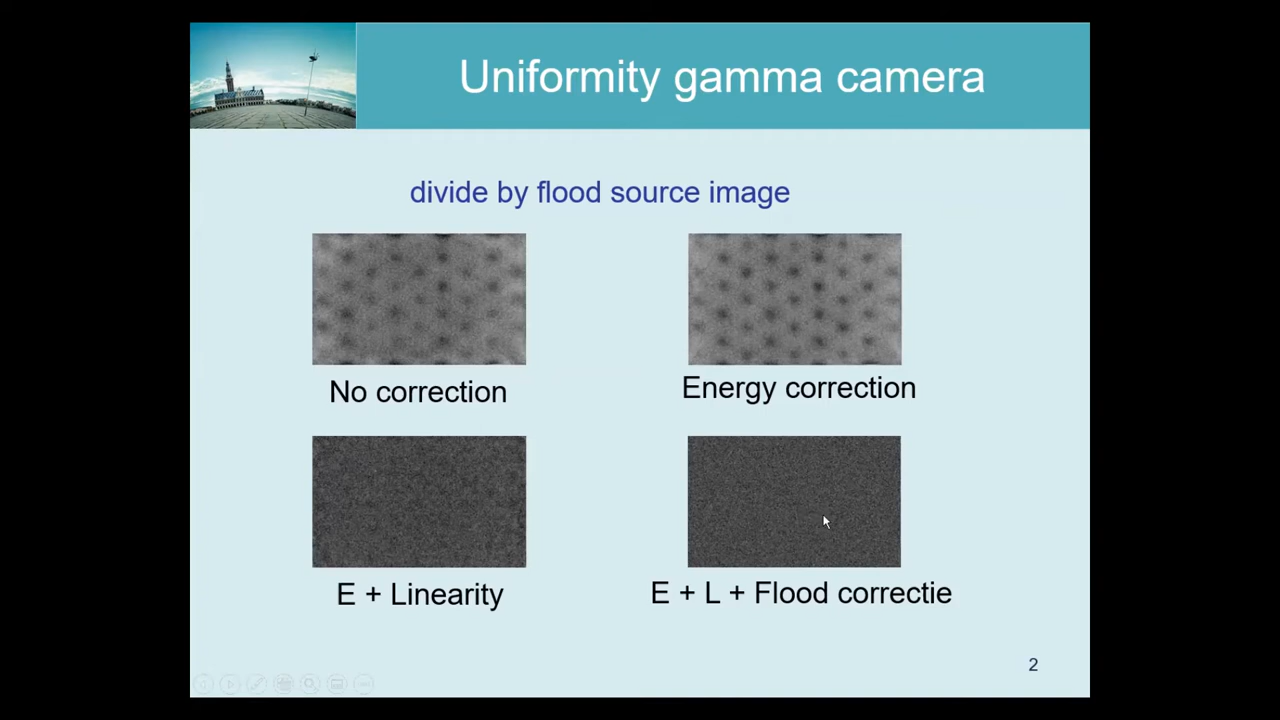 Uniformity gamma camera
divide by flood source image
No correction
Energy correction
E + Linearity
E + L + Flood correctie
2